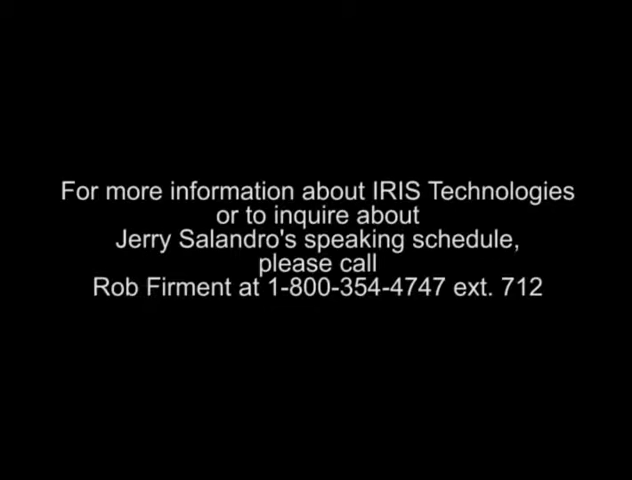 For more information about IRIS Technologies
or to inquire about
Jerry Salandro's speaking schedule,
please call
Rob Firment at 1-800-354-4747 ext. 712